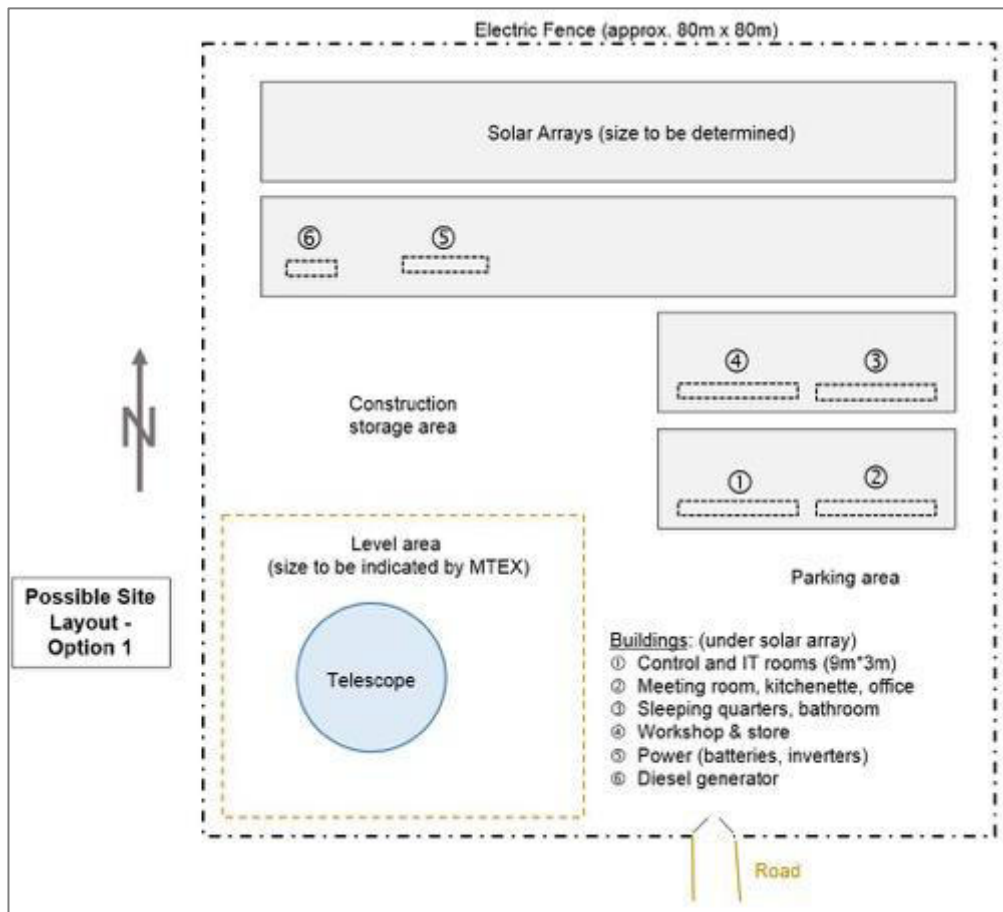 Electric Fence (approx. 80m x 80m)
Solar Arrays (size to be determined)
⑥
⑤
④
③
Construction
storage area
N
①
②
Level area
(size to be indicated by MTEX)
Parking area
Possible Site
Layout -
Option 1
Telescope
Buildings: (under solar array)
① Control and IT rooms (9m*3m)
② Meeting room, kitchenette, office
③ Sleeping quarters, bathroom
④ Workshop & store
⑤ Power (batteries, inverters)
⑥ Diesel generator
Road